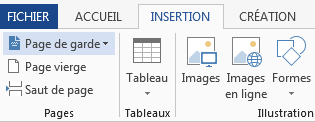 FICHIER ACCUEIL INSERTION CRÉATION
Page de garde
Page vierge
Saut de page
Pages
Tableau
Tableaux
Images
Images
en ligne
Formes
Illustration